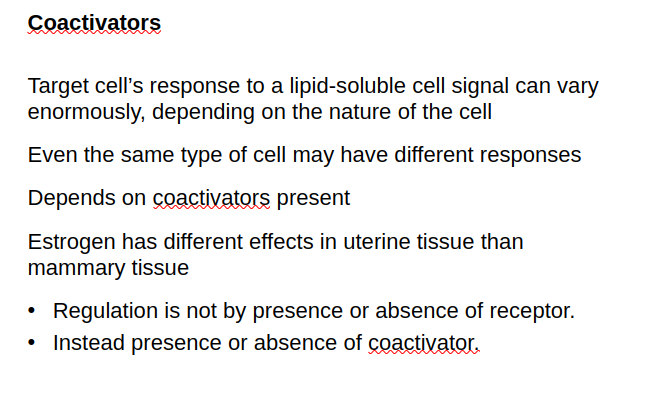 Coactivators
Target cell’s response to a lipid-soluble cell signal can vary
enormously, depending on the nature of the cell
Even the same type of cell may have different responses
Depends on coactivators present
Estrogen has different effects in uterine tissue than
mammary tissue
• Regulation is not by presence or absence of receptor.
• Instead presence or absence of coactivator.